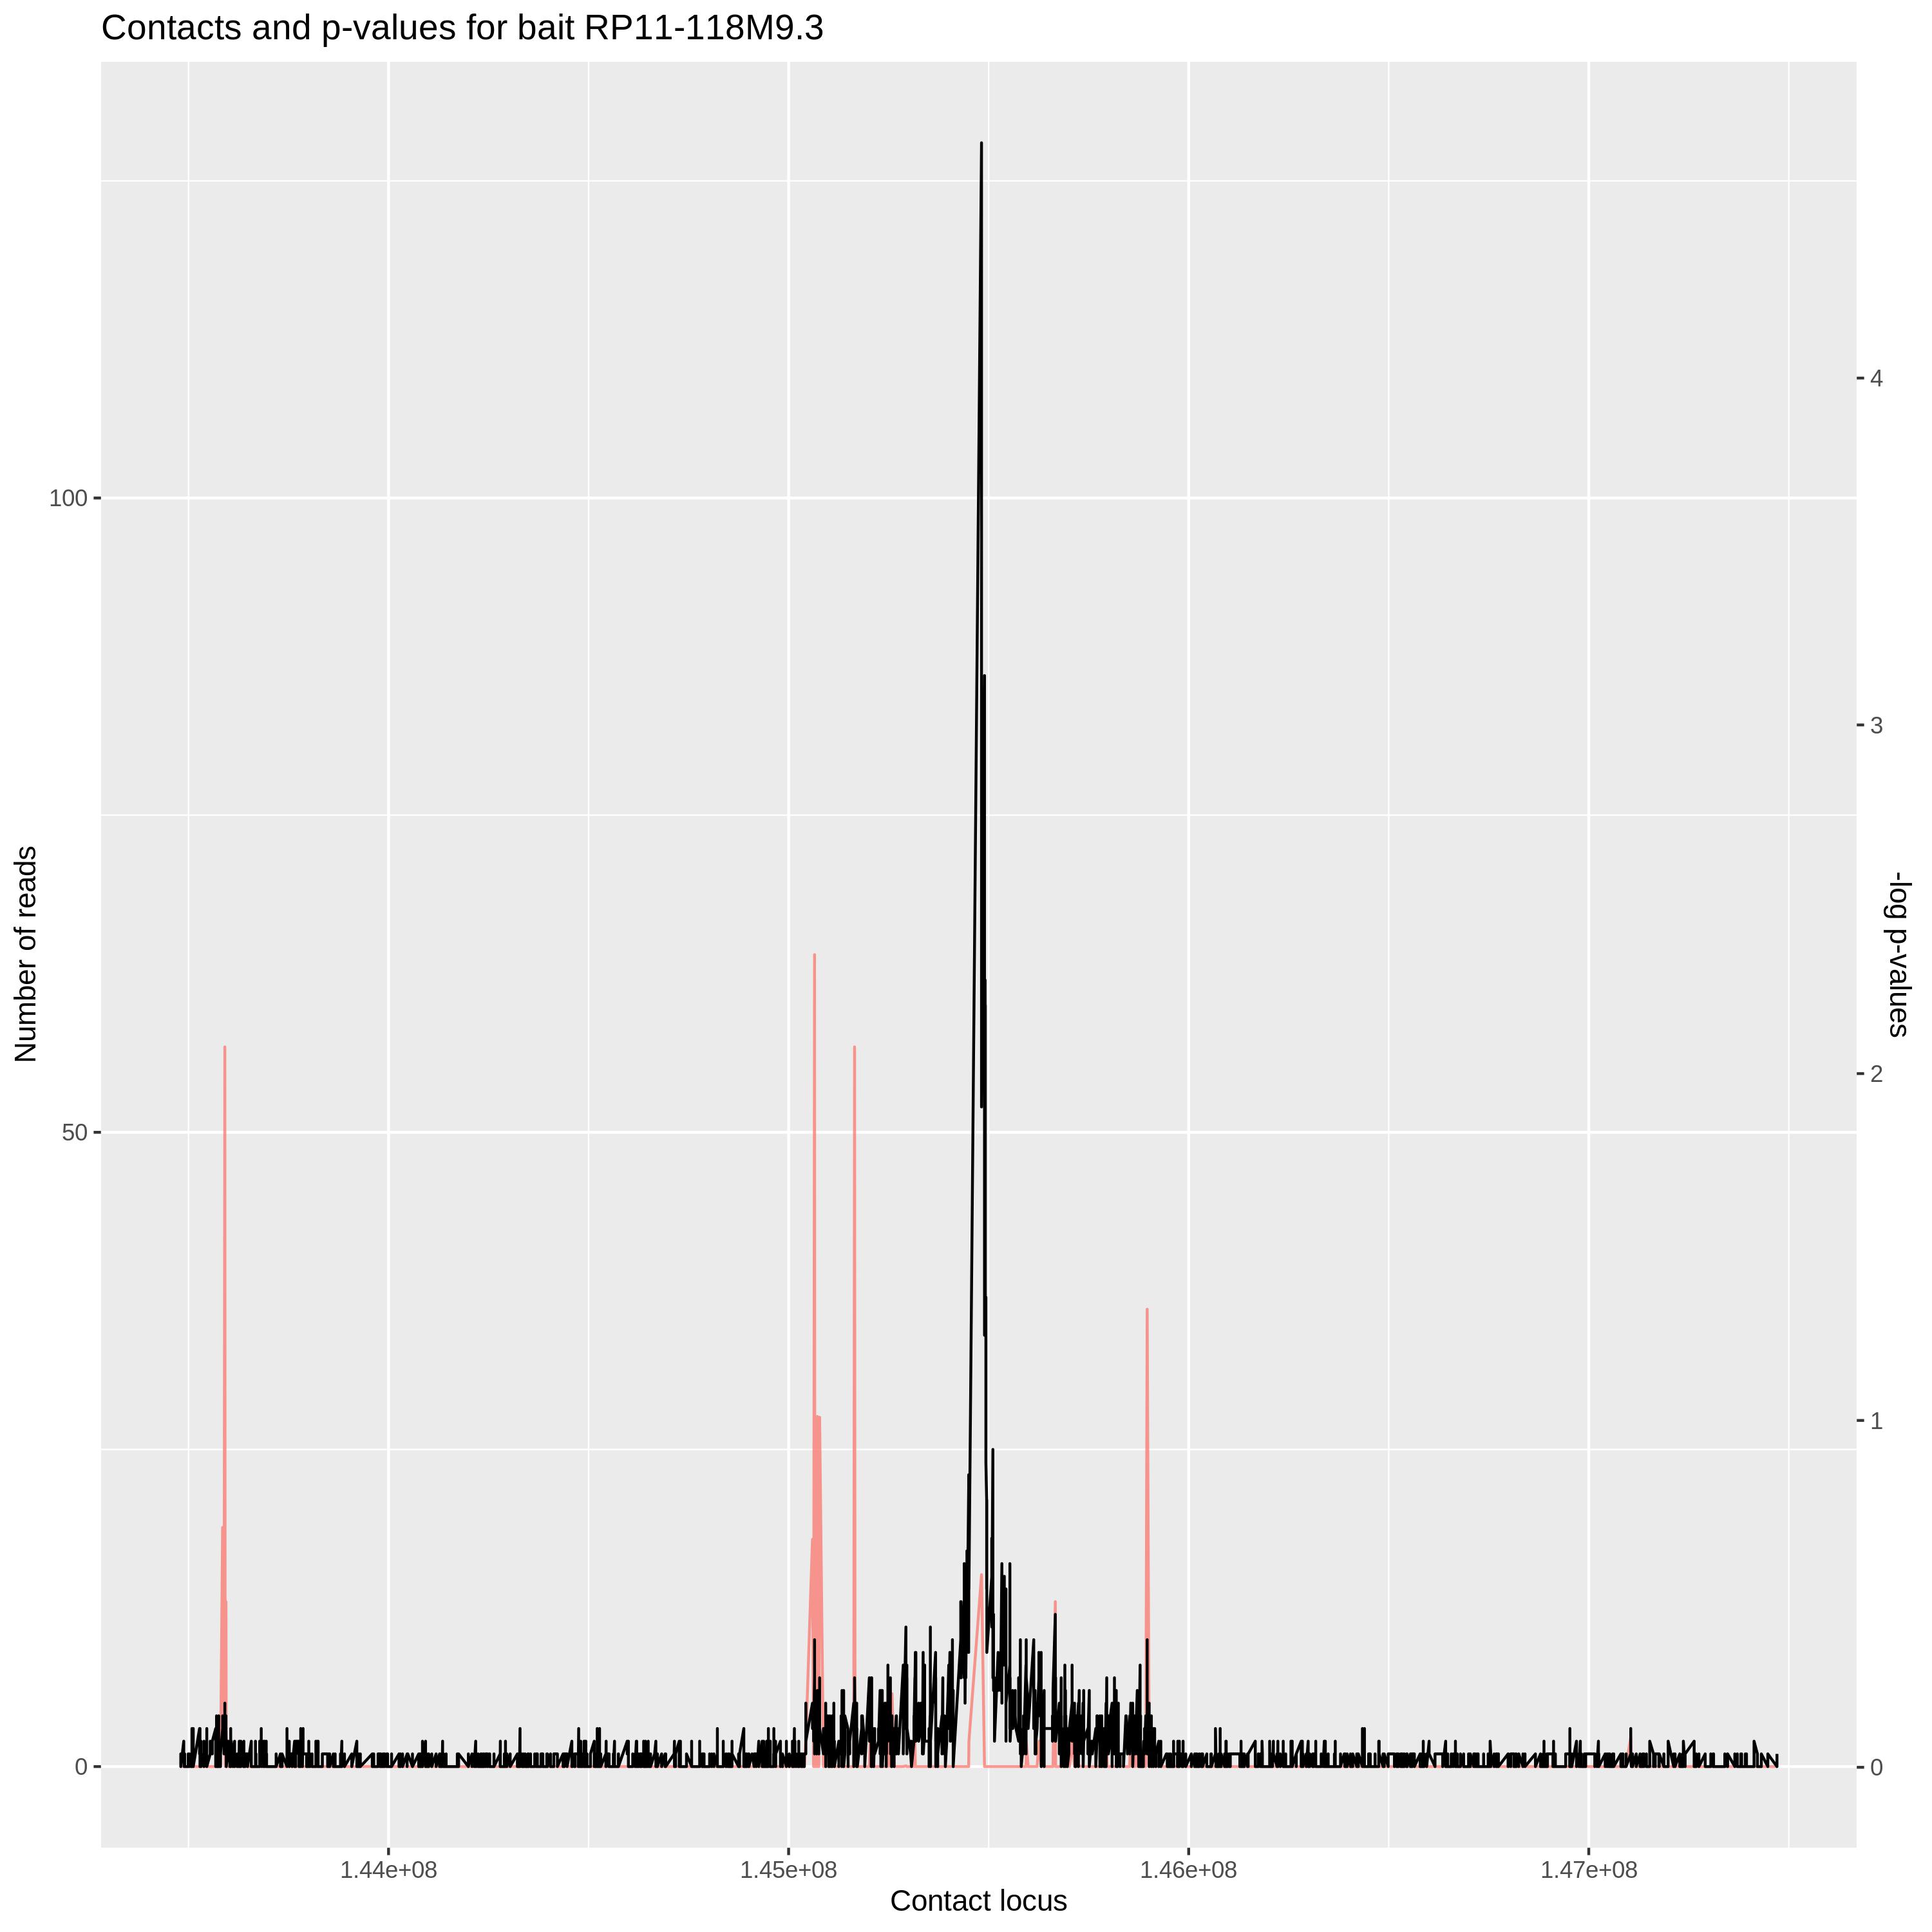 Contacts and p-values for bait RP11-118M9.3
Number of reads
100
50
0
4
3
2
1
0
-log p-values
1.44e+08
1.45e+08
1.46e+08
1.47e+08
Contact locus